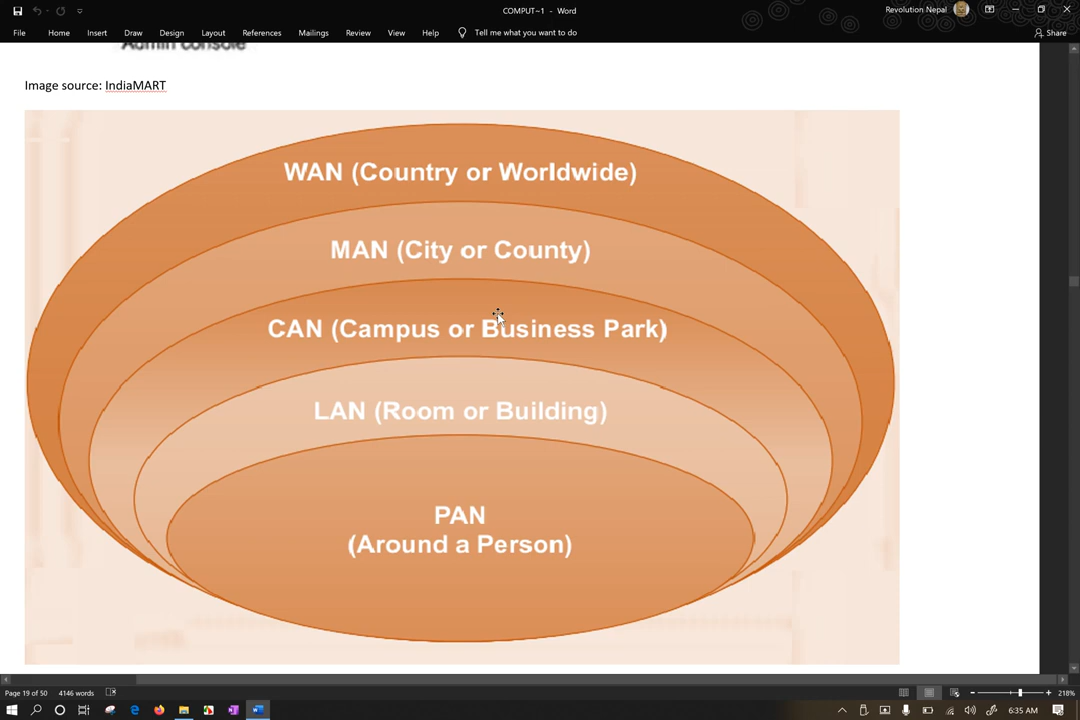 COMPUT~1 - Word
Revolution Nepal
File Home Insert Draw Design Layout References Mailings Review View Help Tell me what you want to do Share
Admin console
Image source: IndiaMART
WAN (Country or Worldwide)
MAN (City or County)
CAN (Campus or Business Park)
LAN (Room or Building)
PAN
(Around a Person)
Page 19 of 50 4146 words 218%
6:35 AM